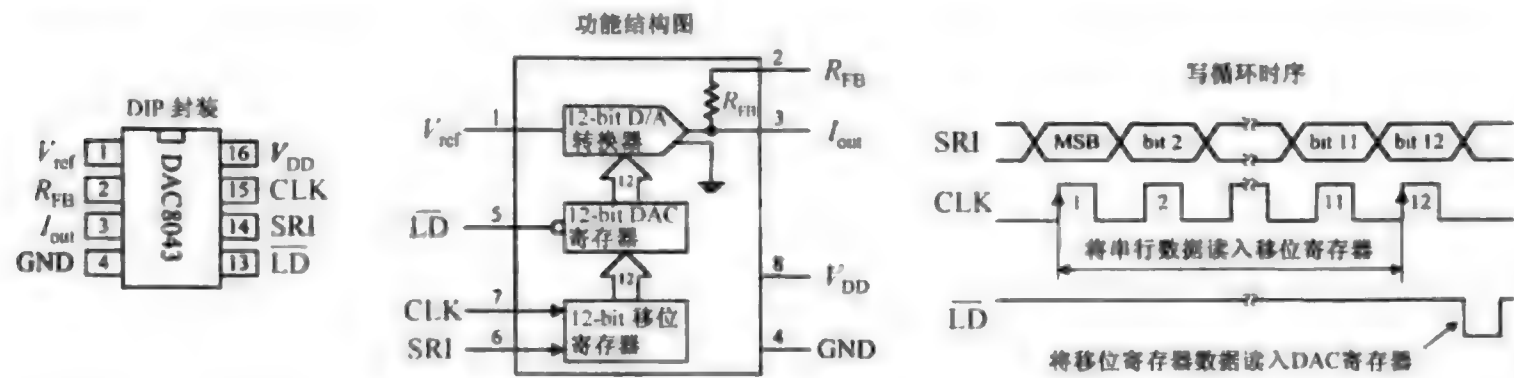 DIP 封装
V_ref 1
R_FB 2
I_out 3
GND 4
DAC8043
16 V_DD
15 CLK
14 SRI
13 L̅D̅
功能结构图
V_ref 1
12-bit D/A
转换器
R_FB
2 R_FB
3 I_out
12
L̅D̅ 5
12-bit DAC
寄存器
12
8 V_DD
CLK 7
SRI 6
12-bit 移位
寄存器
4 GND
写循环时序
SRI MSB bit 2 bit 11 bit 12
CLK 1 2 11 12
将串行数据读入移位寄存器
L̅D̅
将移位寄存器数据读入DAC寄存器